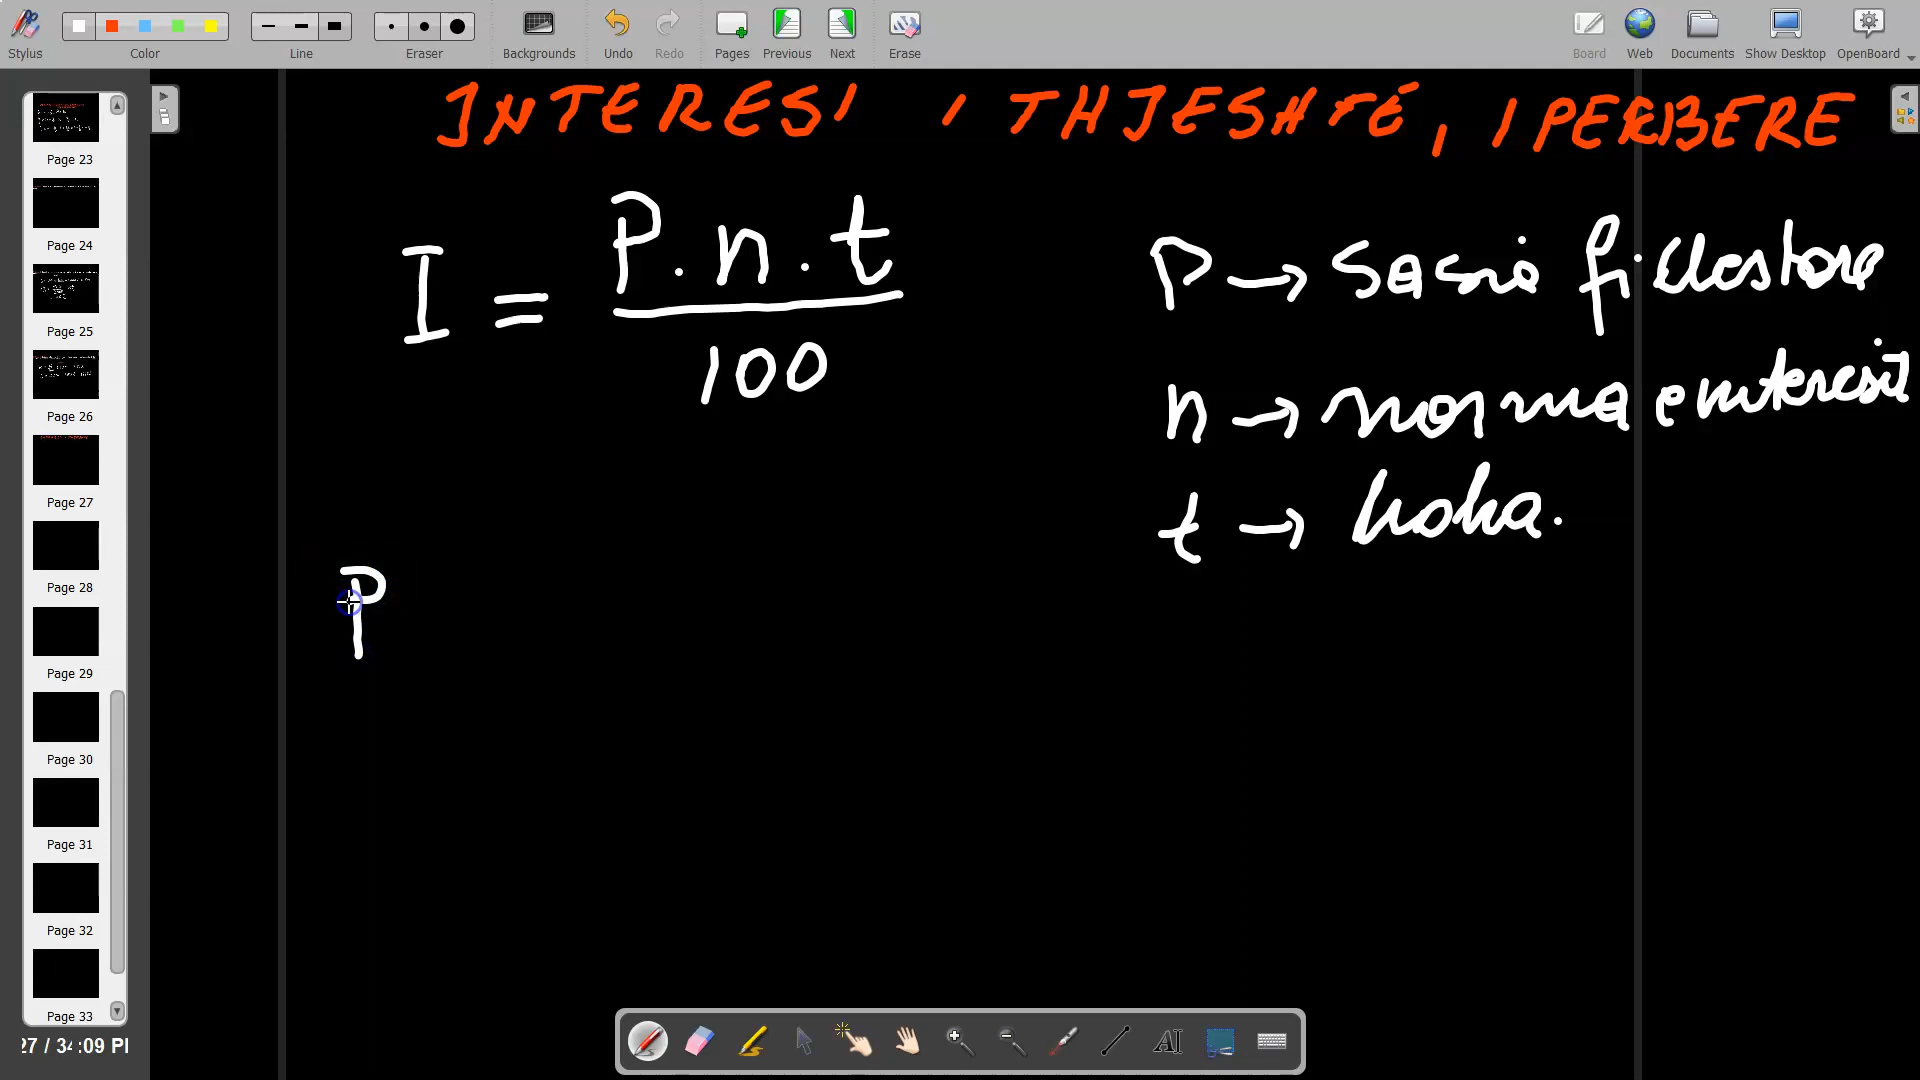 Stylus Color Line Eraser Backgrounds Undo Redo Pages Previous Next Erase Board Web Documents Show Desktop OpenBoard
INTERESI I THJESHTË, I PËRBËRË
I = P.n.t / 100
P → Sasia fillestare
n → norma e interesit
t → koha.
P
Page 23
Page 24
Page 25
Page 26
Page 27
Page 28
Page 29
Page 30
Page 31
Page 32
Page 33